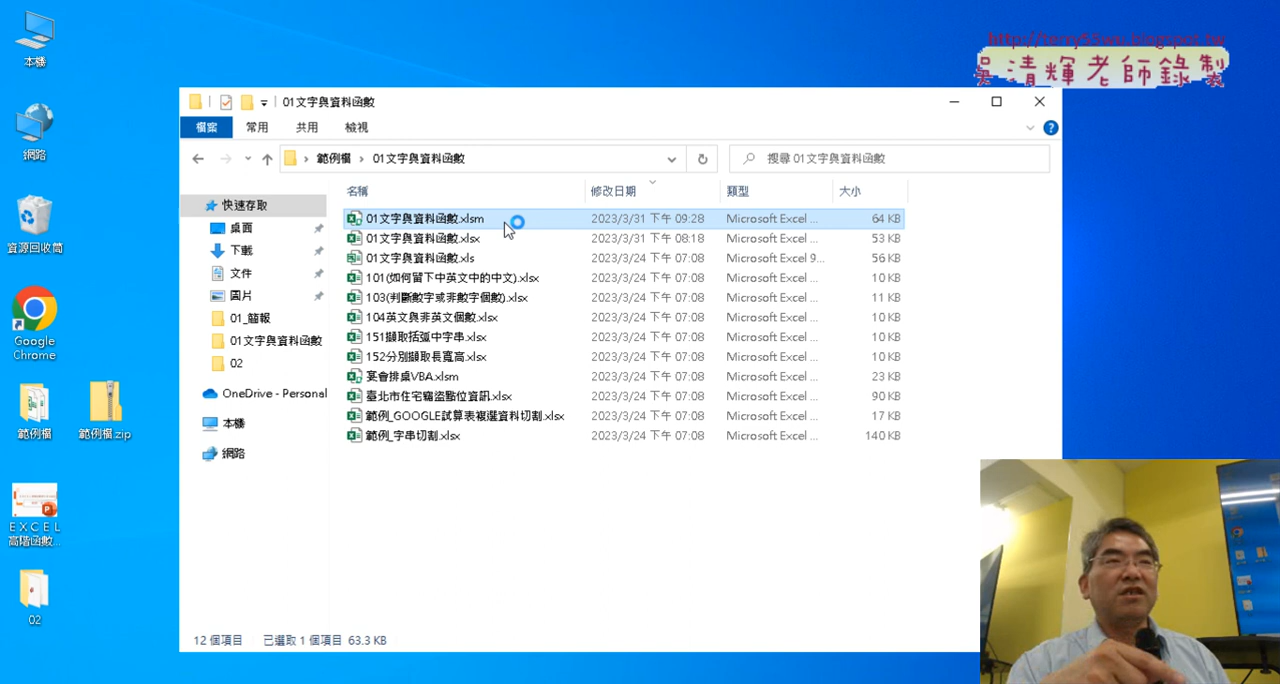 本機
網路
資源回收筒
Google
Chrome
範例檔
範例檔.zip
EXCEL
高階函數...
02
http://terry55wu.blogspot.tw
吳清輝老師錄製
01文字與資料函數
檔案
常用
共用
檢視
範例檔 › 01文字與資料函數
搜尋 01文字與資料函數
快速存取
桌面
下載
文件
圖片
01_簡報
01文字與資料函數
02
OneDrive - Personal
本機
網路
名稱 修改日期 類型 大小
01文字與資料函數.xlsm 2023/3/31 下午 09:28 Microsoft Excel ... 64 KB
01文字與資料函數.xlsx 2023/3/31 下午 08:18 Microsoft Excel ... 53 KB
01文字與資料函數.xls 2023/3/24 下午 07:08 Microsoft Excel 9... 56 KB
101(如何留下中英文中的中文).xlsx 2023/3/24 下午 07:08 Microsoft Excel ... 10 KB
103(判斷數字或非數字個數).xlsx 2023/3/24 下午 07:08 Microsoft Excel ... 11 KB
104英文與非英文個數.xlsx 2023/3/24 下午 07:08 Microsoft Excel ... 10 KB
151擷取括弧中字串.xlsx 2023/3/24 下午 07:08 Microsoft Excel ... 10 KB
152分別擷取長寬高.xlsx 2023/3/24 下午 07:08 Microsoft Excel ... 10 KB
宴會排桌VBA.xlsm 2023/3/24 下午 07:08 Microsoft Excel ... 23 KB
臺北市住宅竊盜點位資訊.xlsx 2023/3/24 下午 07:08 Microsoft Excel ... 90 KB
範例_GOOGLE試算表複選資料切割.xlsx 2023/3/24 下午 07:08 Microsoft Excel ... 17 KB
範例_字串切割.xlsx 2023/3/24 下午 07:08 Microsoft Excel ... 140 KB
12 個項目 已選取 1 個項目 63.3 KB